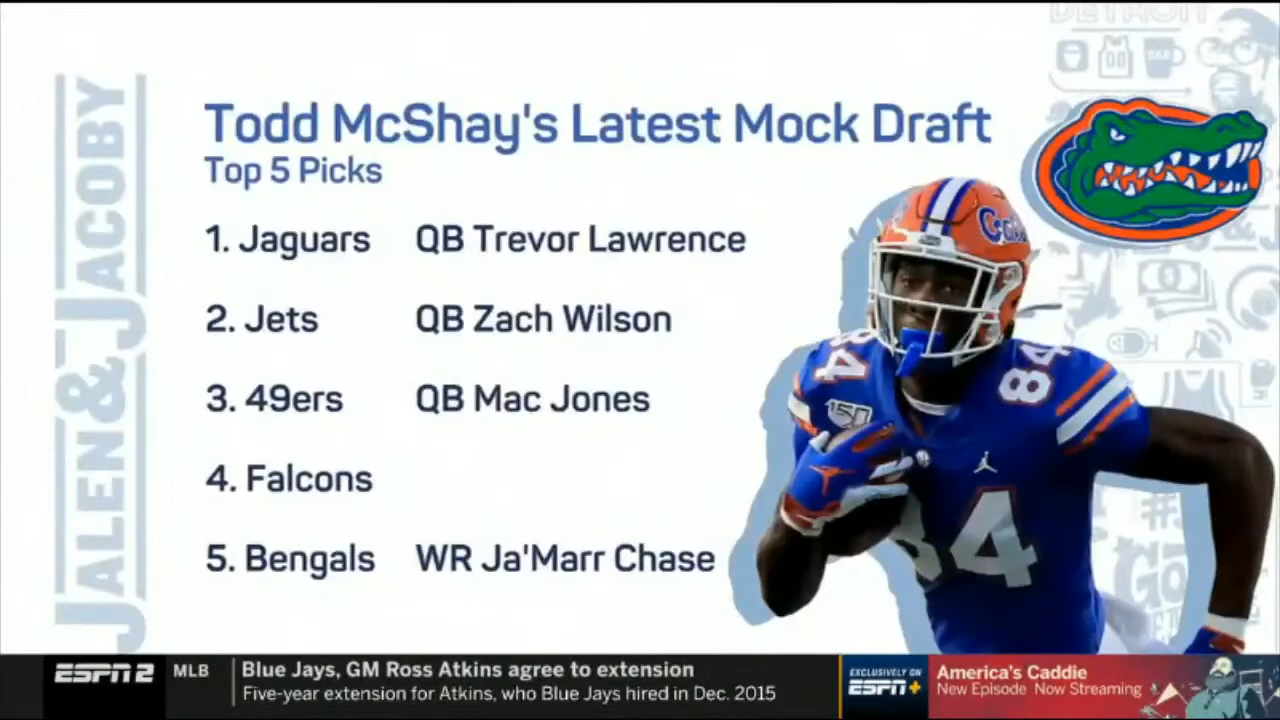 DETROIT
JALEN & JACOBY
Todd McShay's Latest Mock Draft
Top 5 Picks
1. Jaguars QB Trevor Lawrence
2. Jets QB Zach Wilson
3. 49ers QB Mac Jones
4. Falcons
5. Bengals WR Ja'Marr Chase
84
84
150
84
ESPN2 MLB Blue Jays, GM Ross Atkins agree to extension
Five-year extension for Atkins, who Blue Jays hired in Dec. 2015
EXCLUSIVELY ON
ESPN+
America's Caddie
New Episode Now Streaming